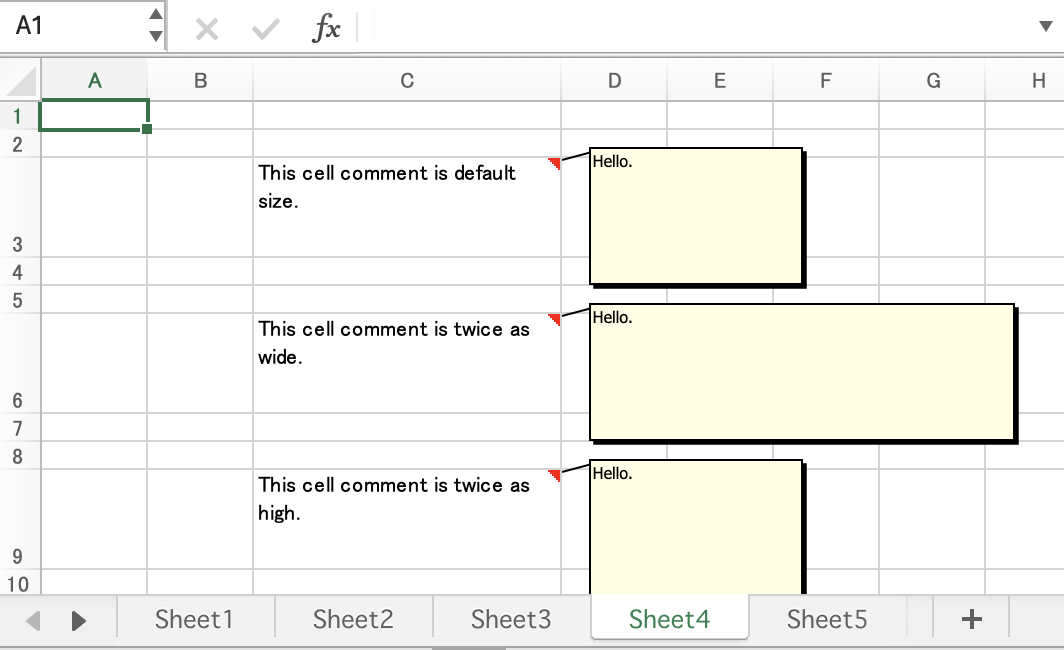 A1
fx
A B C D E F G H
1
2
This cell comment is default
size.
Hello.
3
4
5
This cell comment is twice as
wide.
Hello.
6
7
8
This cell comment is twice as
high.
Hello.
9
10
Sheet1 Sheet2 Sheet3 Sheet4 Sheet5 +